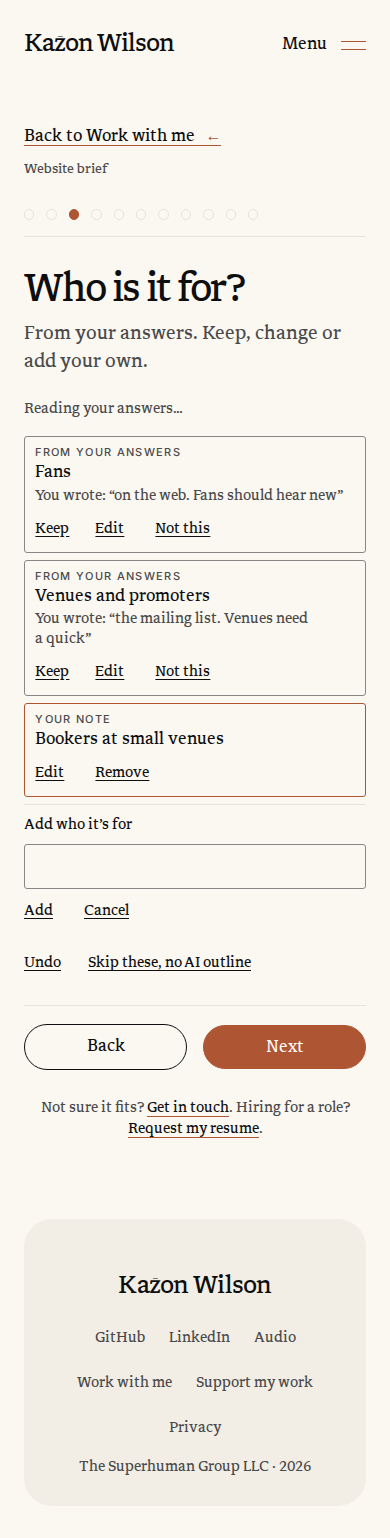 Kažon Wilson
Menu
Back to Work with me ←
Website brief
Who is it for?
From your answers. Keep, change or
add your own.
Reading your answers…
FROM YOUR ANSWERS
Fans
You wrote: “on the web. Fans should hear new”
Keep Edit Not this
FROM YOUR ANSWERS
Venues and promoters
You wrote: “the mailing list. Venues need
a quick”
Keep Edit Not this
YOUR NOTE
Bookers at small venues
Edit Remove
Add who it’s for
Add Cancel
Undo Skip these, no AI outline
Back Next
Not sure it fits? Get in touch. Hiring for a role?
Request my resume.
Kažon Wilson
GitHub LinkedIn Audio
Work with me Support my work
Privacy
The Superhuman Group LLC · 2026